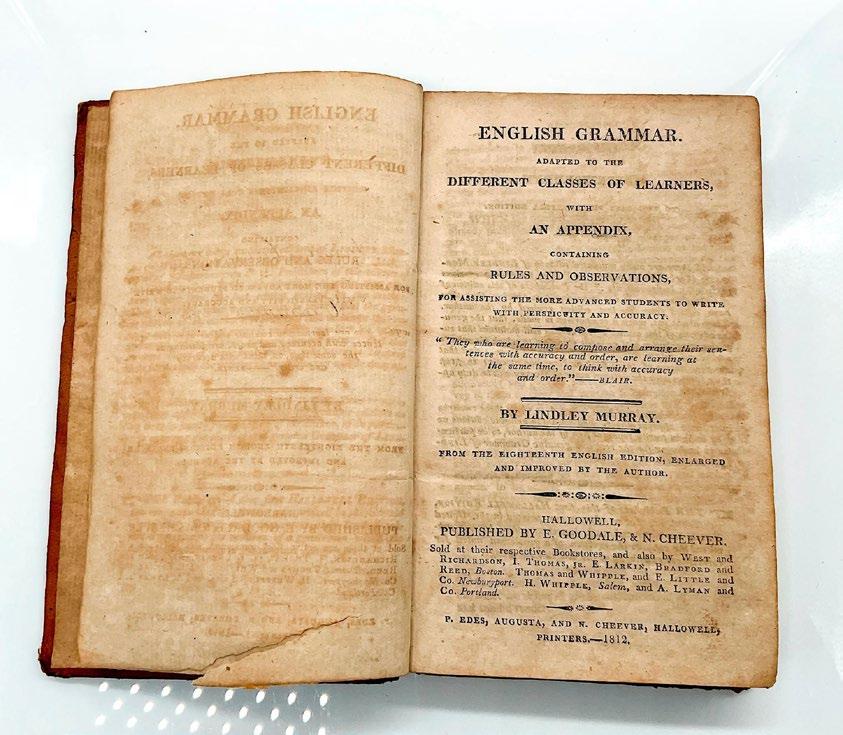 ENGLISH GRAMMAR.
ADAPTED TO THE
DIFFERENT CLASSES OF LEARNERS,
WITH
AN APPENDIX,
CONTAINING
RULES AND OBSERVATIONS,
FOR ASSISTING THE MORE ADVANCED STUDENTS TO WRITE
WITH PERSPICUITY AND ACCURACY.
"They who are learning to compose and arrange their sen-
tences with accuracy and order, are learning at
the same time, to think with accuracy
and order."——BLAIR.
BY LINDLEY MURRAY.
FROM THE EIGHTEENTH ENGLISH EDITION, ENLARGED
AND IMPROVED BY THE AUTHOR.
HALLOWELL,
PUBLISHED BY E. GOODALE, & N. CHEEVER.
Sold at their respective Bookstores, and also by WEST and
RICHARDSON, I. THOMAS, JR. E. LARKIN, BRADFORD and
REED, Boston. THOMAS and WHIPPLE, and E. LITTLE and
Co. Newburyport. H. WHIPPLE, Salem, and A. LYMAN and
Co. Portland.
P. EDES, AUGUSTA, AND N. CHEEVER, HALLOWELL,
PRINTERS.—1812.